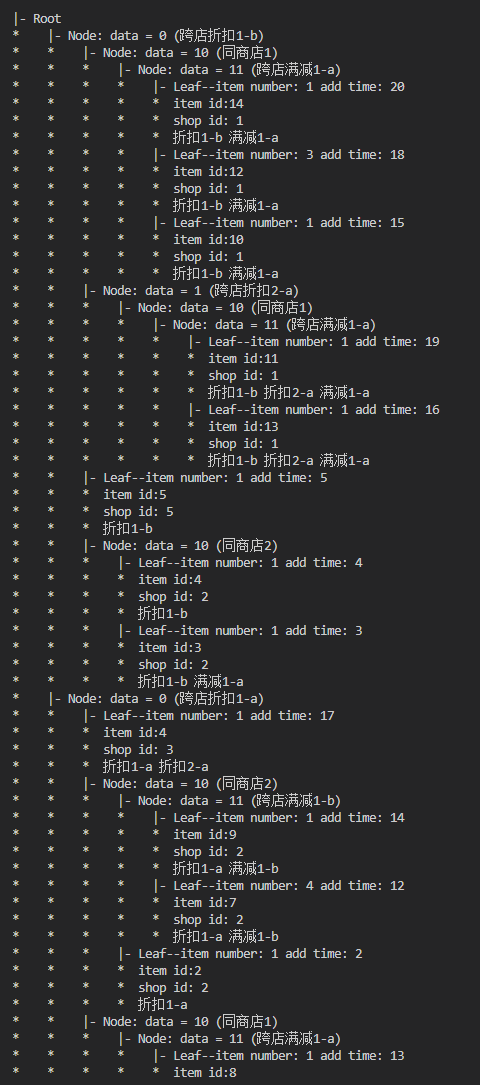 |- Root
*    |- Node: data = 0 (跨店折扣1-b)
*    *    |- Node: data = 10 (同商店1)
*    *    *    |- Node: data = 11 (跨店满减1-a)
*    *    *    *    |- Leaf--item number: 1 add time: 20
*    *    *    *    *  item id:14
*    *    *    *    *  shop id: 1
*    *    *    *    *  折扣1-b 满减1-a
*    *    *    *    |- Leaf--item number: 3 add time: 18
*    *    *    *    *  item id:12
*    *    *    *    *  shop id: 1
*    *    *    *    *  折扣1-b 满减1-a
*    *    *    *    |- Leaf--item number: 1 add time: 15
*    *    *    *    *  item id:10
*    *    *    *    *  shop id: 1
*    *    *    *    *  折扣1-b 满减1-a
*    *    |- Node: data = 1 (跨店折扣2-a)
*    *    *    |- Node: data = 10 (同商店1)
*    *    *    *    |- Node: data = 11 (跨店满减1-a)
*    *    *    *    *    |- Leaf--item number: 1 add time: 19
*    *    *    *    *    *  item id:11
*    *    *    *    *    *  shop id: 1
*    *    *    *    *    *  折扣1-b 折扣2-a 满减1-a
*    *    *    *    *    |- Leaf--item number: 1 add time: 16
*    *    *    *    *    *  item id:13
*    *    *    *    *    *  shop id: 1
*    *    *    *    *    *  折扣1-b 折扣2-a 满减1-a
*    *    |- Leaf--item number: 1 add time: 5
*    *    *  item id:5
*    *    *  shop id: 5
*    *    *  折扣1-b
*    *    |- Node: data = 10 (同商店2)
*    *    *    |- Leaf--item number: 1 add time: 4
*    *    *    *  item id:4
*    *    *    *  shop id: 2
*    *    *    *  折扣1-b
*    *    *    |- Leaf--item number: 1 add time: 3
*    *    *    *  item id:3
*    *    *    *  shop id: 2
*    *    *    *  折扣1-b 满减1-a
*    |- Node: data = 0 (跨店折扣1-a)
*    *    |- Leaf--item number: 1 add time: 17
*    *    *  item id:4
*    *    *  shop id: 3
*    *    *  折扣1-a 折扣2-a
*    *    |- Node: data = 10 (同商店2)
*    *    *    |- Node: data = 11 (跨店满减1-b)
*    *    *    *    |- Leaf--item number: 1 add time: 14
*    *    *    *    *  item id:9
*    *    *    *    *  shop id: 2
*    *    *    *    *  折扣1-a 满减1-b
*    *    *    *    |- Leaf--item number: 4 add time: 12
*    *    *    *    *  item id:7
*    *    *    *    *  shop id: 2
*    *    *    *    *  折扣1-a 满减1-b
*    *    *    |- Leaf--item number: 1 add time: 2
*    *    *    *  item id:2
*    *    *    *  shop id: 2
*    *    *    *  折扣1-a
*    *    |- Node: data = 10 (同商店1)
*    *    *    |- Node: data = 11 (跨店满减1-a)
*    *    *    *    |- Leaf--item number: 1 add time: 13
*    *    *    *    *  item id:8